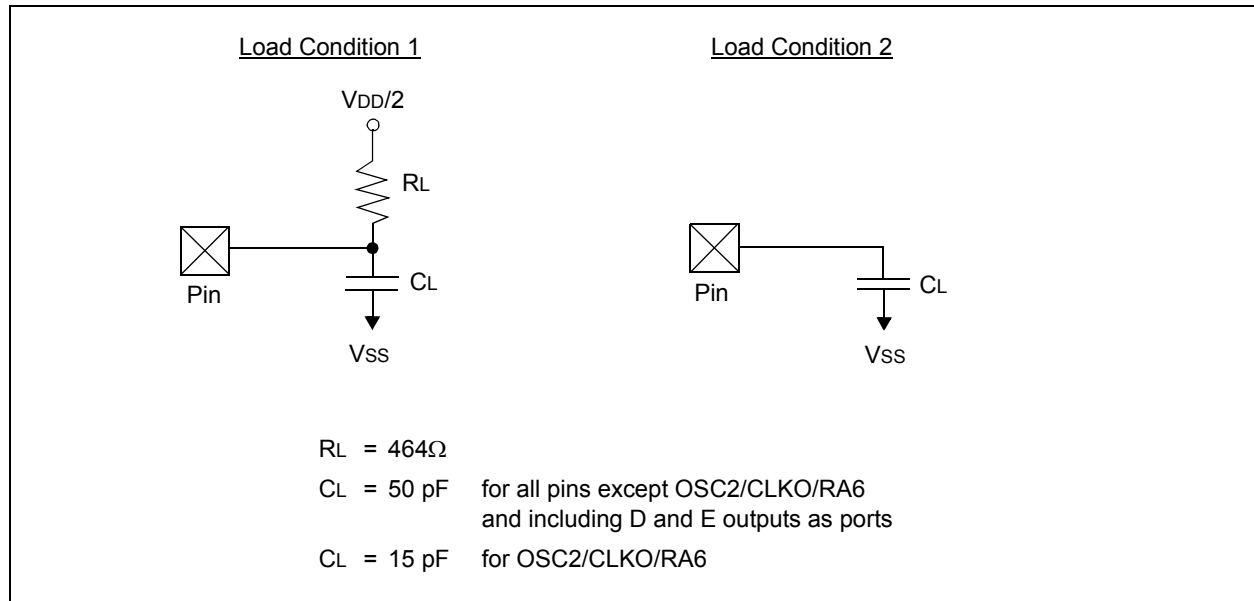 Load Condition 1
Load Condition 2
VDD/2
RL
Pin
CL
VSS
Pin
CL
VSS
RL = 464Ω
CL = 50 pF for all pins except OSC2/CLKO/RA6
and including D and E outputs as ports
CL = 15 pF for OSC2/CLKO/RA6